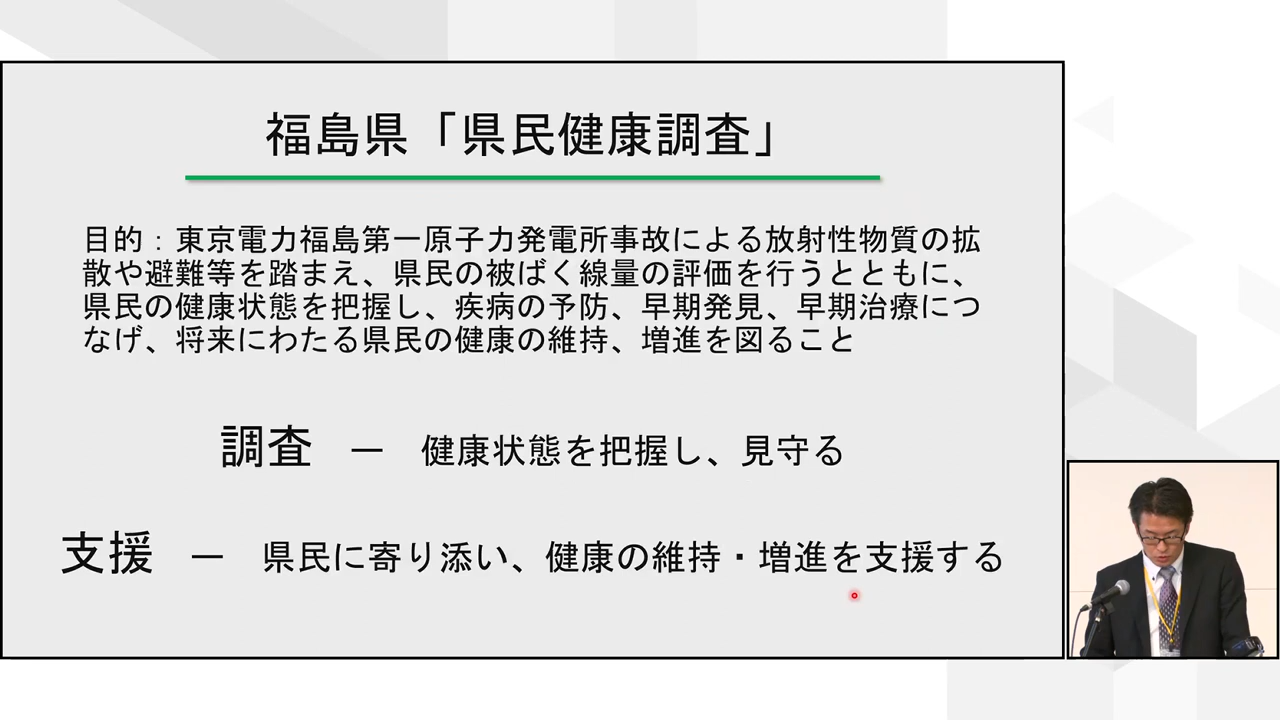 福島県「県民健康調査」
目的：東京電力福島第一原子力発電所事故による放射性物質の拡
散や避難等を踏まえ、県民の被ばく線量の評価を行うとともに、
県民の健康状態を把握し、疾病の予防、早期発見、早期治療につ
なげ、将来にわたる県民の健康の維持、増進を図ること
調査　ー　健康状態を把握し、見守る
支援　ー　県民に寄り添い、健康の維持・増進を支援する